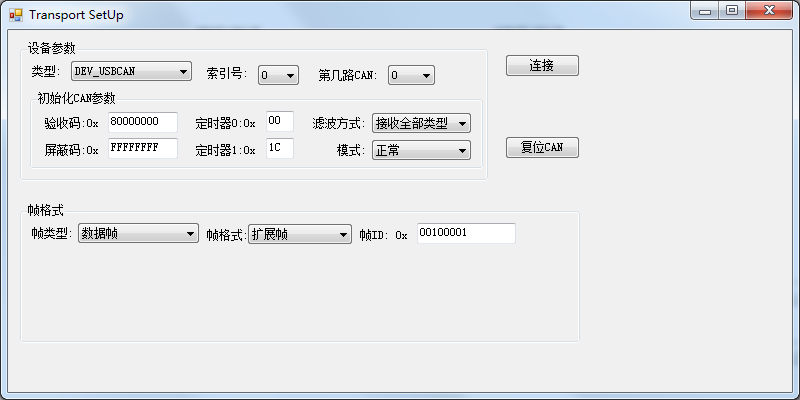 Transport SetUp
设备参数
类型: DEV_USBCAN 索引号: 0 第几路CAN: 0 连接
初始化CAN参数
验收码:0x 80000000 定时器0:0x 00 滤波方式: 接收全部类型
屏蔽码:0x FFFFFFFF 定时器1:0x 1C 模式: 正常 复位CAN
帧格式
帧类型: 数据帧 帧格式: 扩展帧 帧ID: 0x 00100001